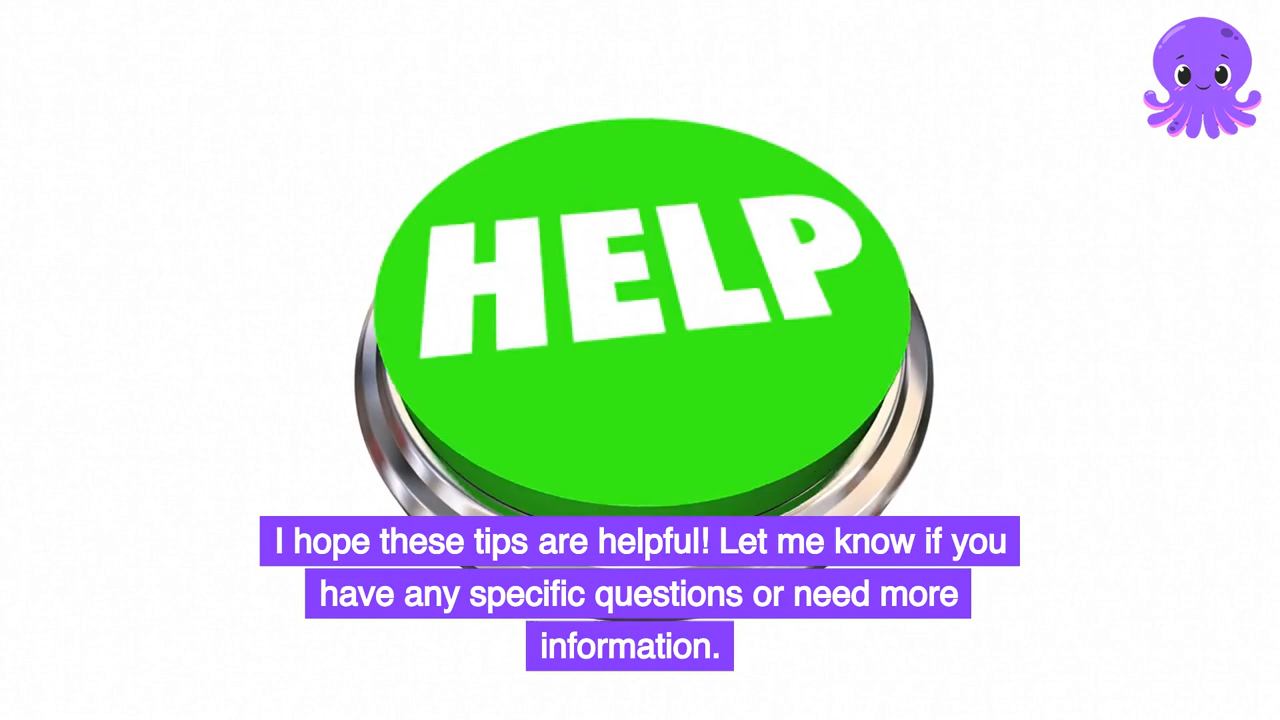 HELP
I hope these tips are helpful! Let me know if you
have any specific questions or need more
information.